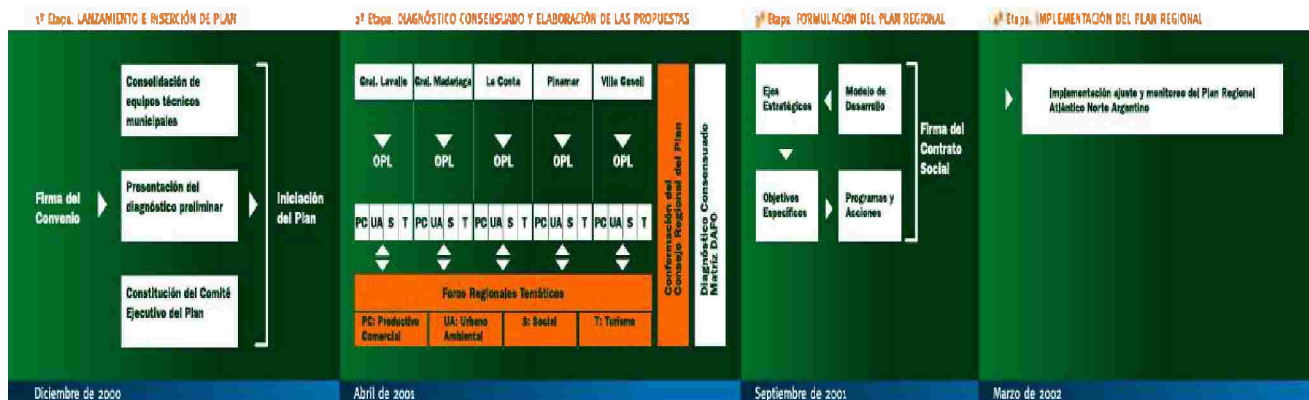 1ª Etapa. LANZAMIENTO E INSERCIÓN DE PLAN
Consolidación de
equipos técnicos
municipales
Firma del
Convenio
Presentación del
diagnóstico preliminar
Iniciación
del Plan
Constitución del Comité
Ejecutivo del Plan
Diciembre de 2000
2ª Etapa. DIAGNÓSTICO CONSENSUADO Y ELABORACIÓN DE LAS PROPUESTAS
Gral. Lavalle Gral. Madariaga La Costa Pinamar Villa Gesell
OPL OPL OPL OPL OPL
PC UA S T PC UA S T PC UA S T PC UA S T PC UA S T
Foros Regionales Temáticos
PC: Productivo
Comercial
UA: Urbano
Ambiental
S: Social
T: Turismo
Conformación del
Consejo Regional del Plan
Diagnóstico Consensuado
Matríz DAFO
Abril de 2001
3ª Etapa. FORMULACIÓN DEL PLAN REGIONAL
Ejes
Estratégicos
Modelo de
Desarrollo
Firma del
Contrato
Social
Objetivos
Específicos
Programas y
Acciones
Septiembre de 2001
4ª Etapa. IMPLEMENTACIÓN DEL PLAN REGIONAL
Implementación ajuste y monitoreo del Plan Regional
Atlántico Norte Argentino
Marzo de 2002